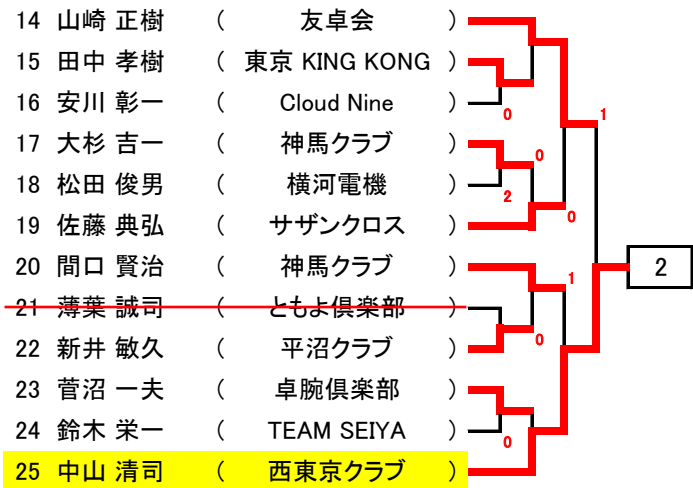 14 山崎 正樹 ( 友卓会 )
15 田中 孝樹 ( 東京 KING KONG )
16 安川 彰一 ( Cloud Nine )
0
1
17 大杉 吉一 ( 神馬クラブ )
0
18 松田 俊男 ( 横河電機 )
2
19 佐藤 典弘 ( サザンクロス )
0
20 間口 賢治 ( 神馬クラブ )
1
2
21 薄葉 誠司 ( ともよ倶楽部 )
22 新井 敏久 ( 平沼クラブ )
0
23 菅沼 一夫 ( 卓腕倶楽部 )
24 鈴木 栄一 ( TEAM SEIYA )
0
25 中山 清司 ( 西東京クラブ )